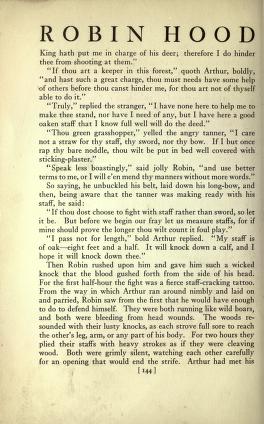 ROBIN HOOD
King hath put me in charge of his deer; therefore I do hinder
thee from shooting at them."
"If thou art a keeper in this forest," quoth Arthur, boldly,
"and hast such a great charge, thou must needs have some help
of others before thou canst hinder me, for thou art not of thyself
able to do it."
"Truly," replied the stranger, "I have none here to help me to
make thee stand, nor have I need of any, but I have here a good
oaken staff that I know full well will do the deed."
"Thou green grasshopper," yelled the angry tanner, "I care
not a straw for thy staff, thy sword, nor thy bow. If I but once
rap thy bare noddle, thou wilt be put in bed well covered with
sticking-plaster."
"Speak less boastingly," said jolly Robin, "and use better
terms to me, or I will e'en mend thy manners without more words."
So saying, he unbuckled his belt, laid down his long-bow, and
then, being aware that the tanner was making ready with his
staff, he said:
"If thou dost choose to fight with staff rather than sword, so let
it be. But before we begin our fray let us measure staffs, for if
mine should prove the longer thou wilt count it foul play."
"I pass not for length," bold Arthur replied. "My staff is
of oak—eight feet and a half. It will knock down a calf, and I
hope it will knock down thee."
Then Robin rushed upon him and gave him such a wicked
knock that the blood gushed forth from the side of his head.
For the first half-hour the fight was a fierce staff-cracking tattoo.
From the way in which Arthur ran around nimbly and laid on
and parried, Robin saw from the first that he would have enough
to do to defend himself. They were both running like wild boars,
and both were bleeding from head wounds. The woods re-
sounded with their lusty knocks, as each strove full sore to reach
the other's leg, arm, or any part of his body. For two hours they
plied their staffs with heavy strokes as if they were cleaving
wood. Both were grimly silent, watching each other carefully
for an opening that would end the strife. Arthur had met his
[144]